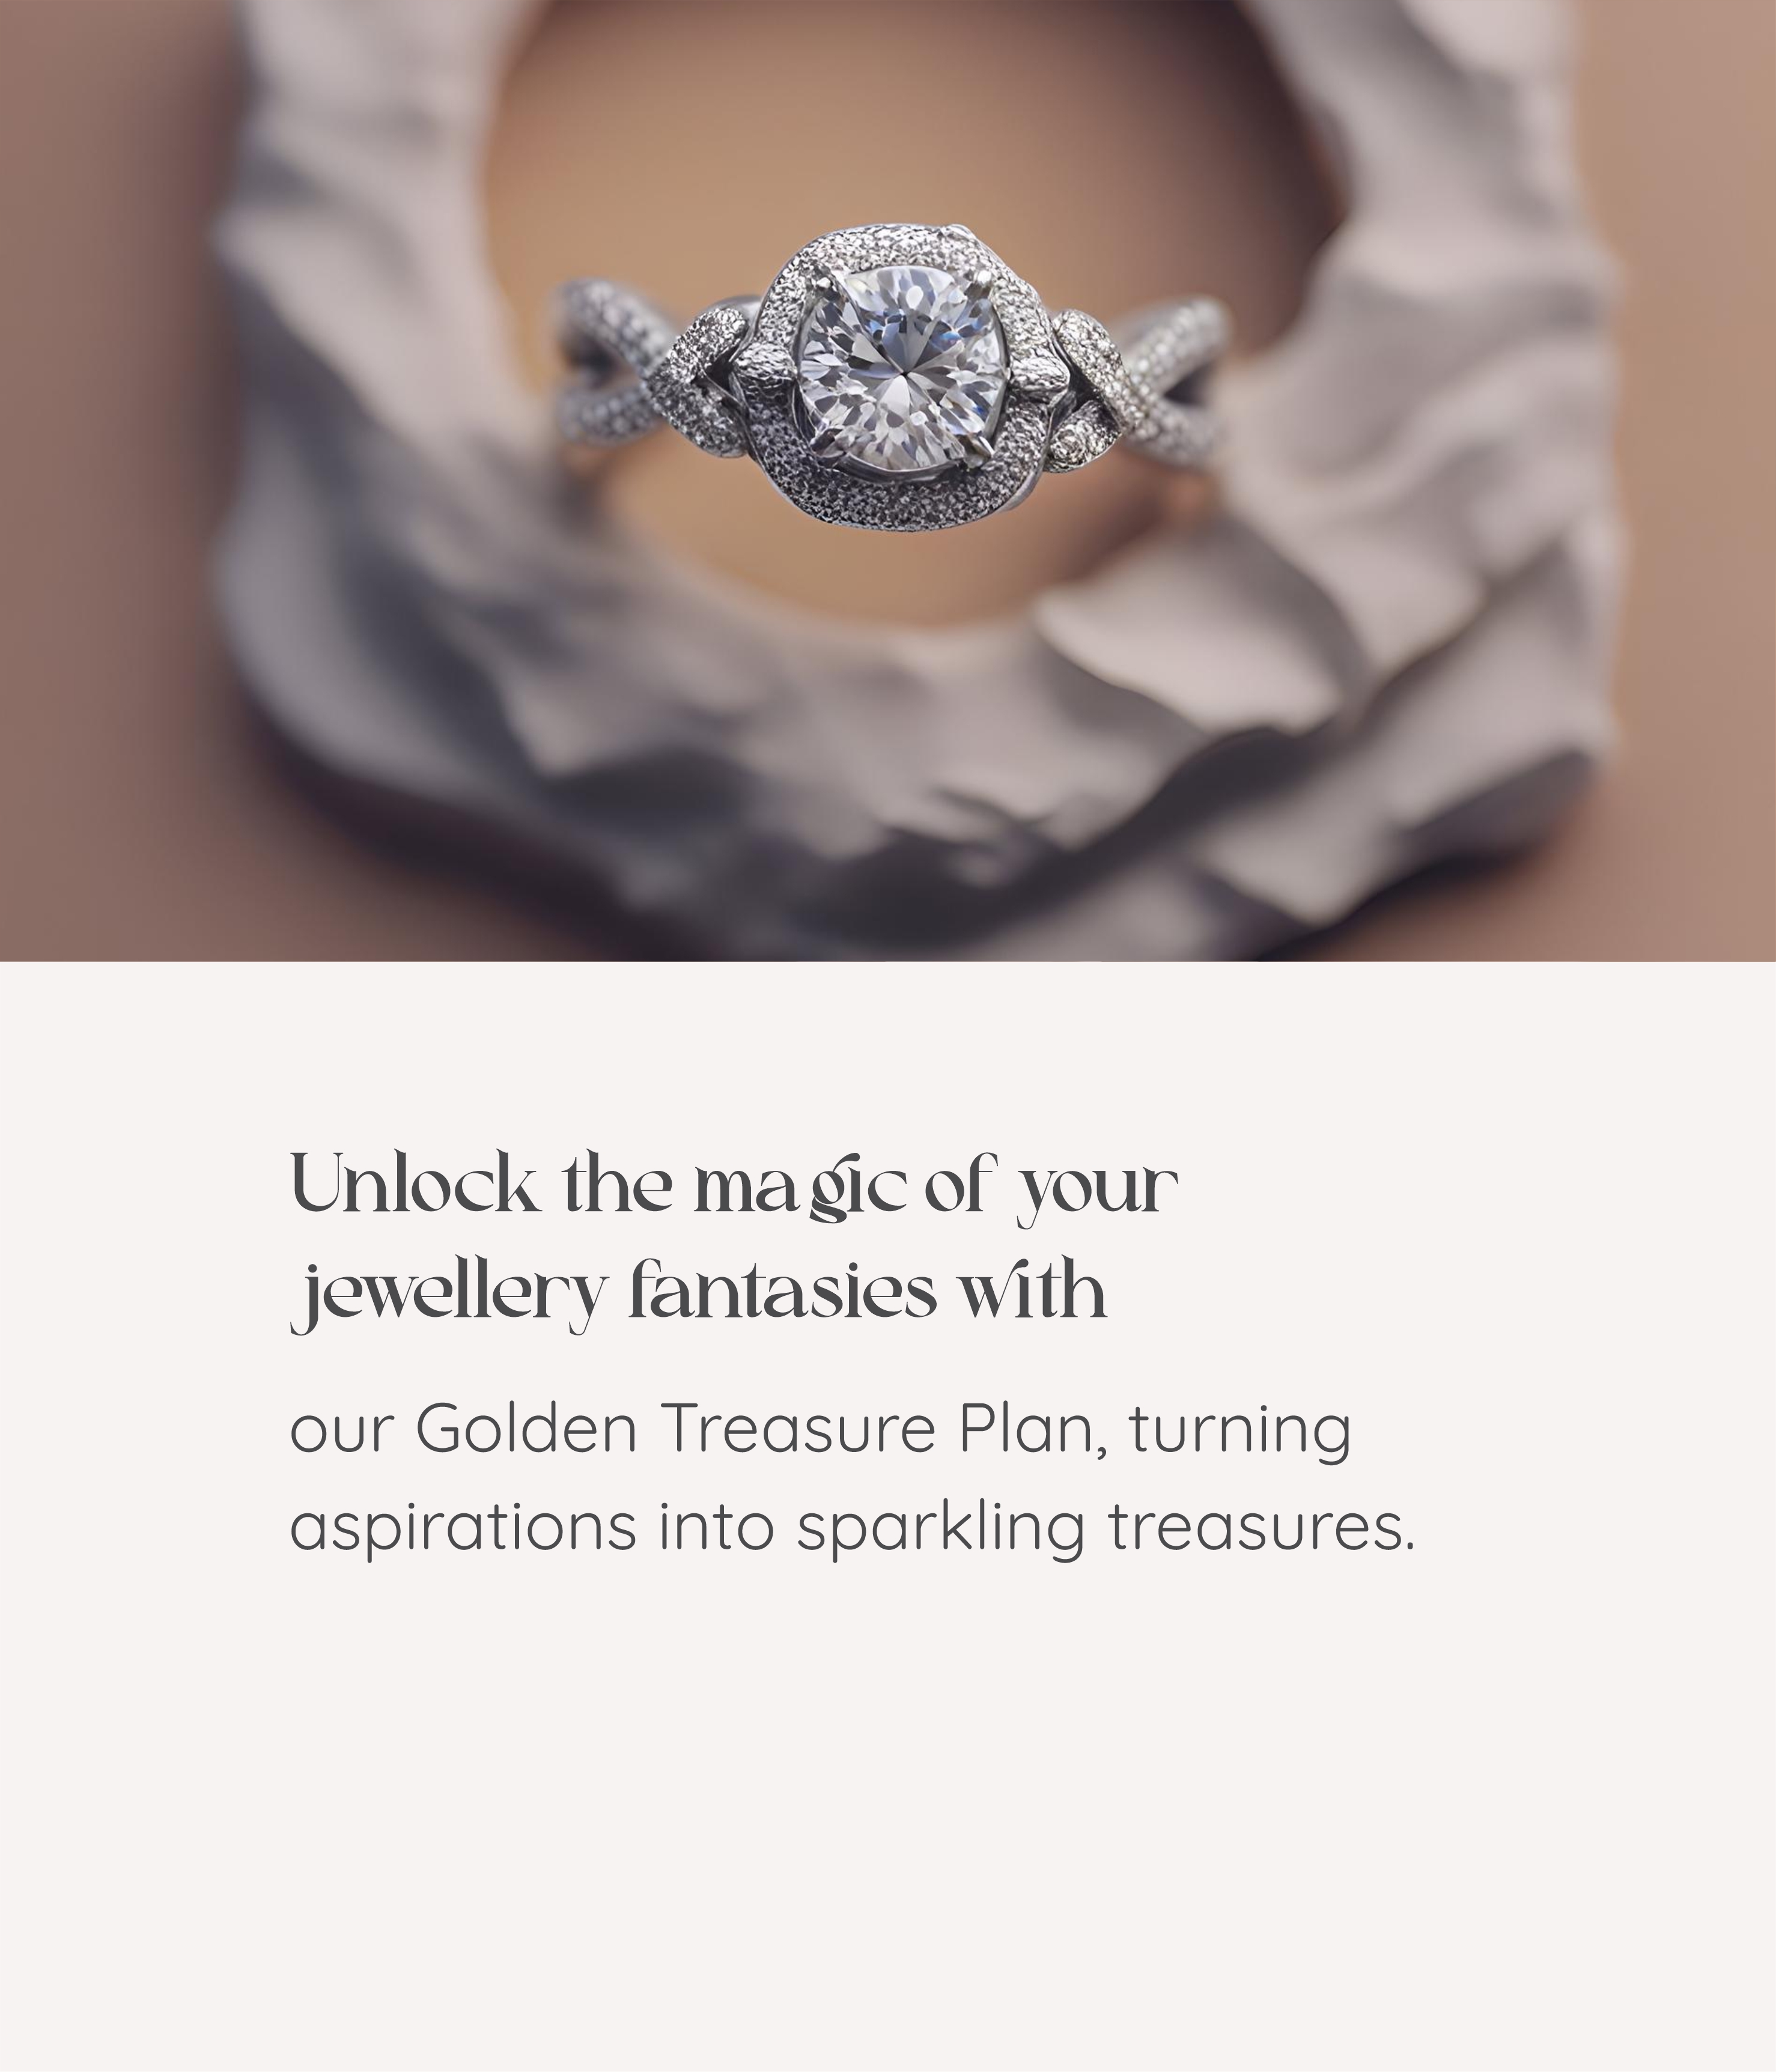 Unlock the magic of your
jewellery fantasies with
our Golden Treasure Plan, turning
aspirations into sparkling treasures.